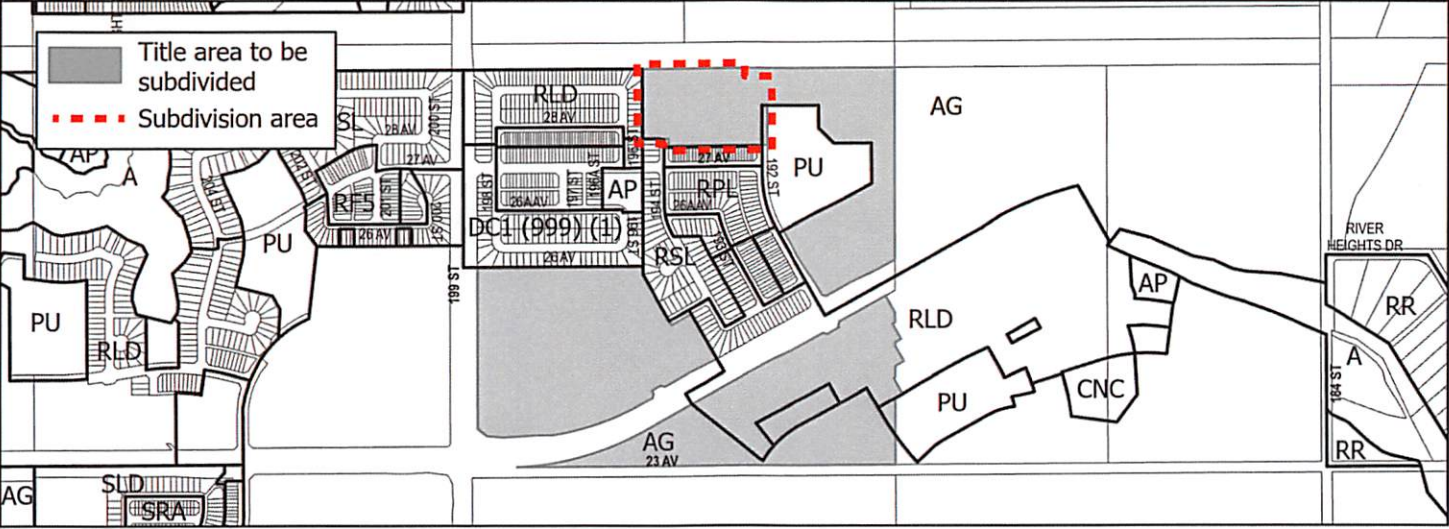 Title area to be
subdivided
Subdivision area
SL
28 AV
200 ST
27 AV
RLD
28 AV
AG
AP
A
202 ST
204 ST
RF5
201 ST
200 ST
26 AV
PU
198 ST
26A AV
197 ST
196A ST
AP
DC1 (999) (1)
26 AV
196 ST
195 ST
194 ST
27 AV
RPL
26A AV
192 ST
PU
RSL
199 ST
PU
RLD
RLD
RIVER
HEIGHTS DR
AP
RR
A
184 ST
CNC
PU
AG
23 AV
RR
AG
SLD
SRA